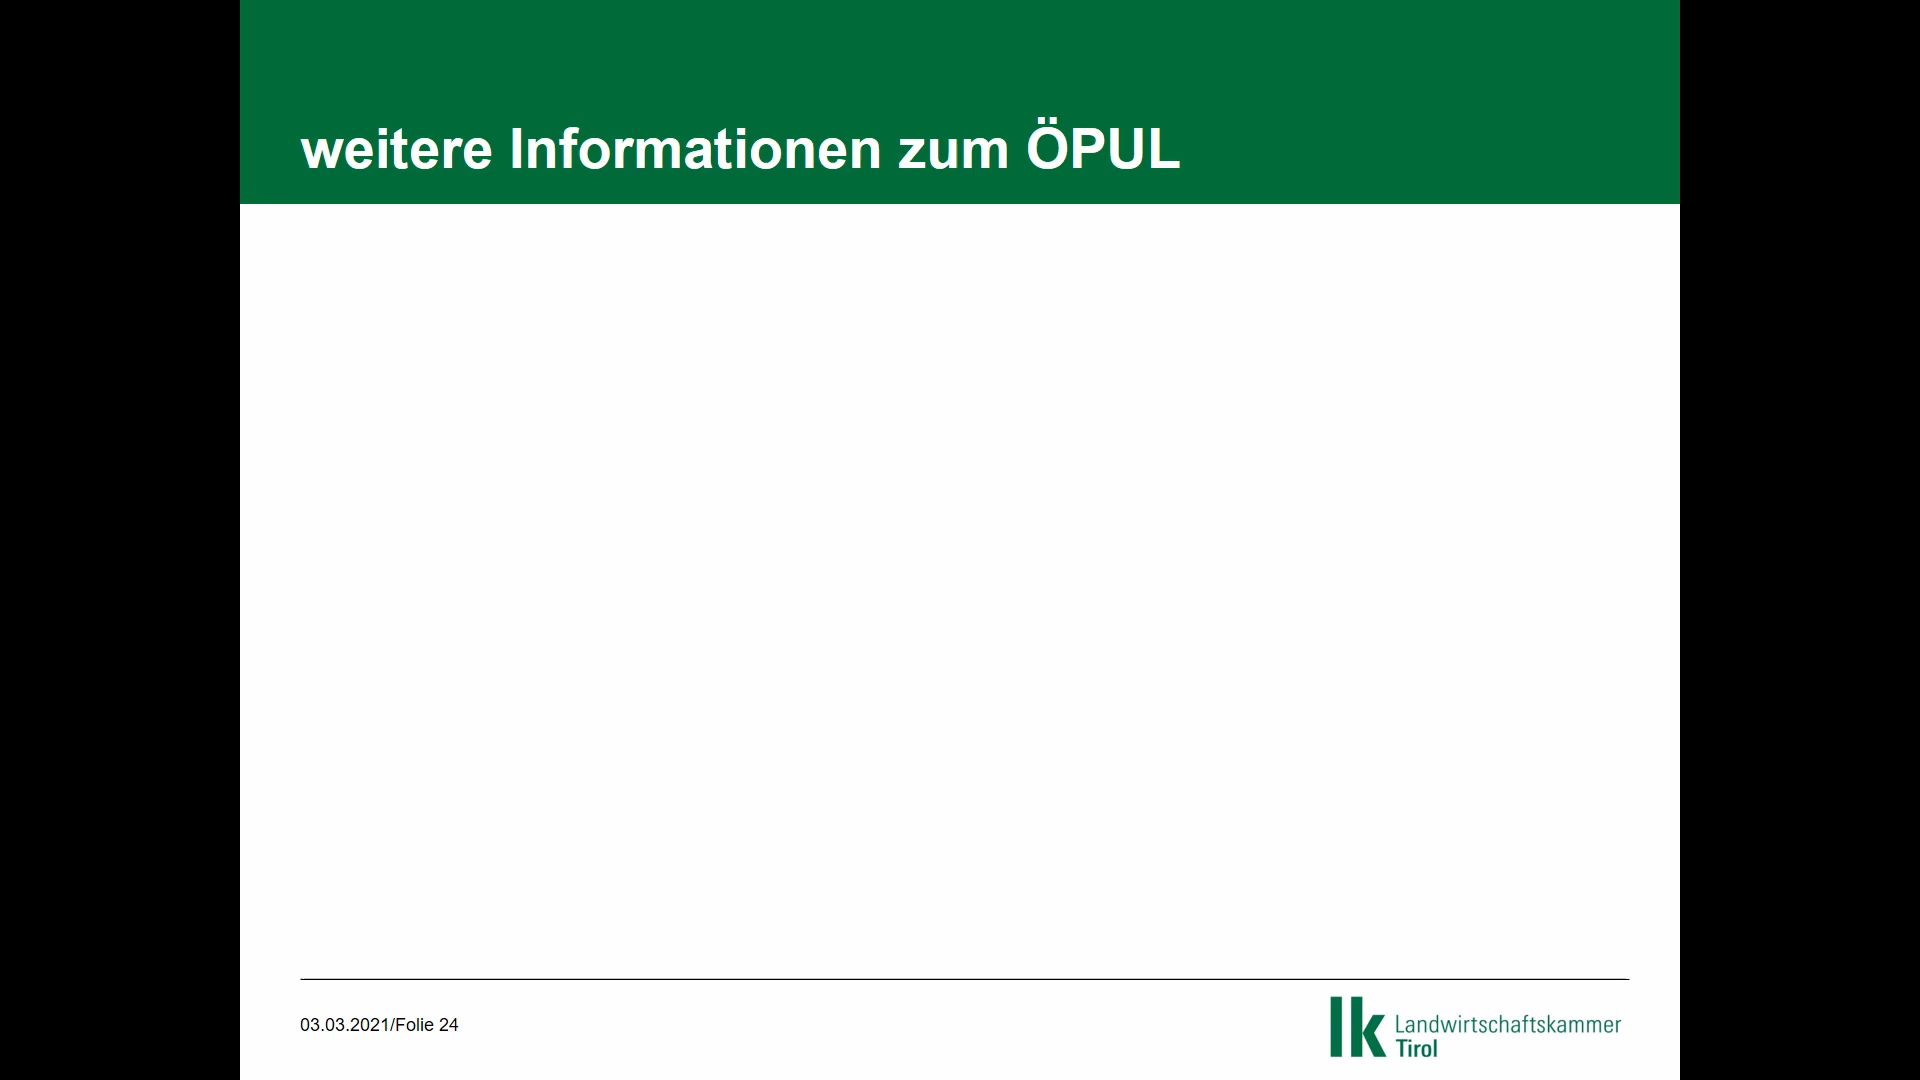 weitere Informationen zum ÖPUL
03.03.2021/Folie 24
lk Landwirtschaftskammer
Tirol